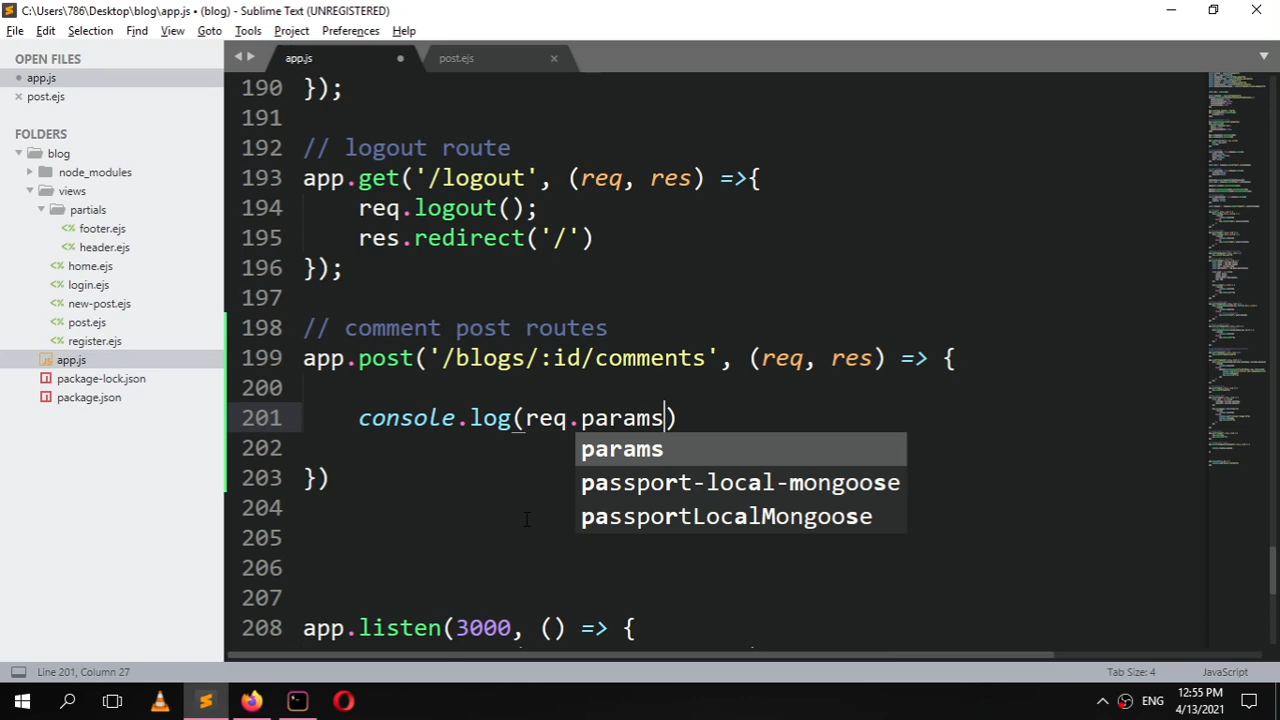 C:\Users\786\Desktop\blog\app.js • (blog) - Sublime Text (UNREGISTERED)
File Edit Selection Find View Goto Tools Project Preferences Help
OPEN FILES
app.js
post.ejs
FOLDERS
blog
node_modules
views
partials
footer.ejs
header.ejs
home.ejs
login.ejs
new-post.ejs
post.ejs
register.ejs
app.js
package-lock.json
package.json
app.js post.ejs
190 });
191
192 // logout route
193 app.get('/logout', (req, res) =>{
194 req.logout();
195 res.redirect('/')
196 });
197
198 // comment post routes
199 app.post('/blogs/:id/comments', (req, res) => {
200
201 console.log(req.params)
202
203 })
204
205
206
207
208 app.listen(3000, () => {
params
passport-local-mongoose
passportLocalMongoose
Line 201, Column 27 Tab Size: 4 JavaScript
ENG 12:55 PM
4/13/2021